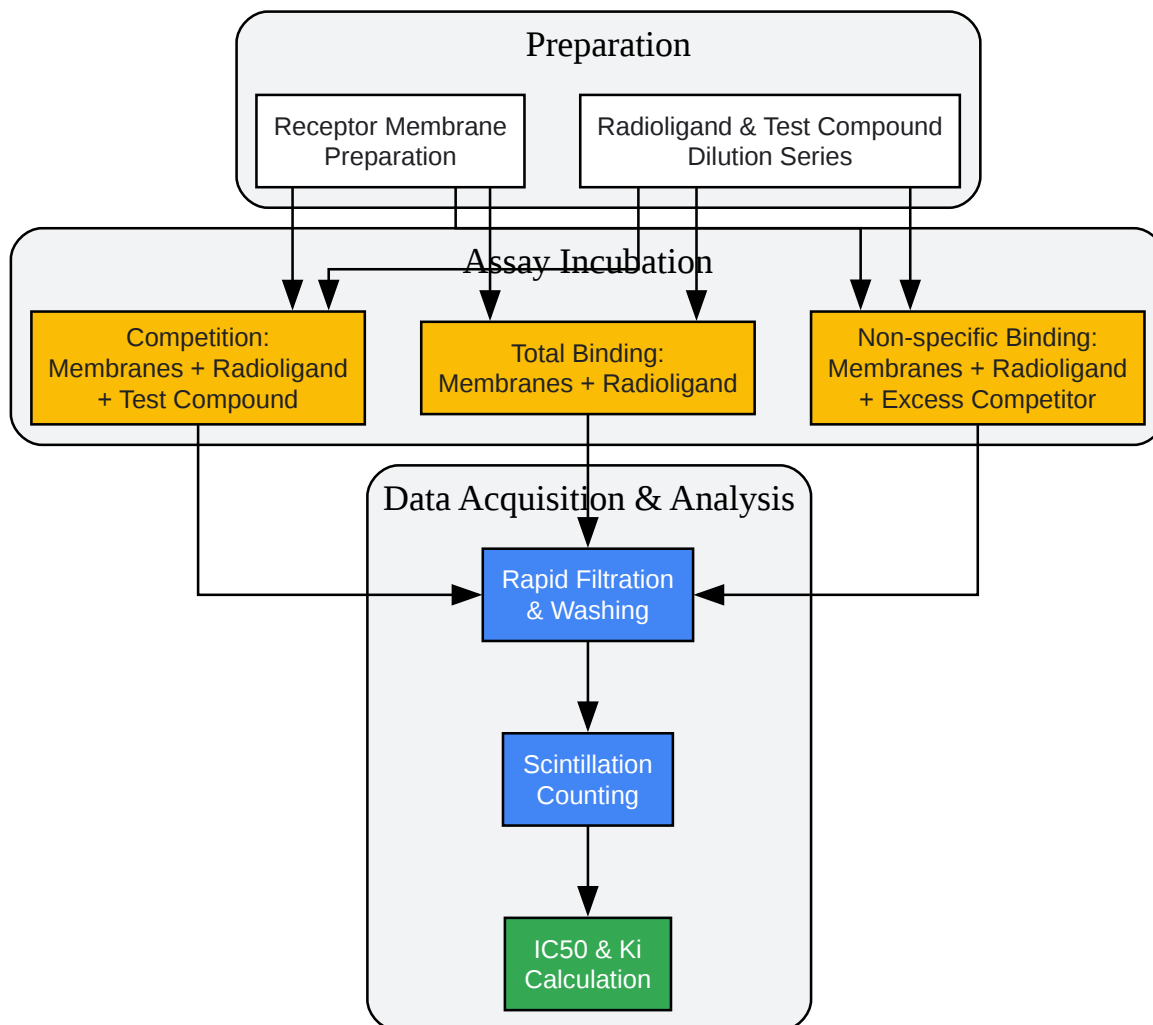 Preparation
Receptor Membrane
Preparation
Radioligand & Test Compound
Dilution Series
Assay Incubation
Competition:
Membranes + Radioligand
+ Test Compound
Total Binding:
Membranes + Radioligand
Non-specific Binding:
Membranes + Radioligand
+ Excess Competitor
Data Acquisition & Analysis
Rapid Filtration
& Washing
Scintillation
Counting
IC50 & Ki
Calculation